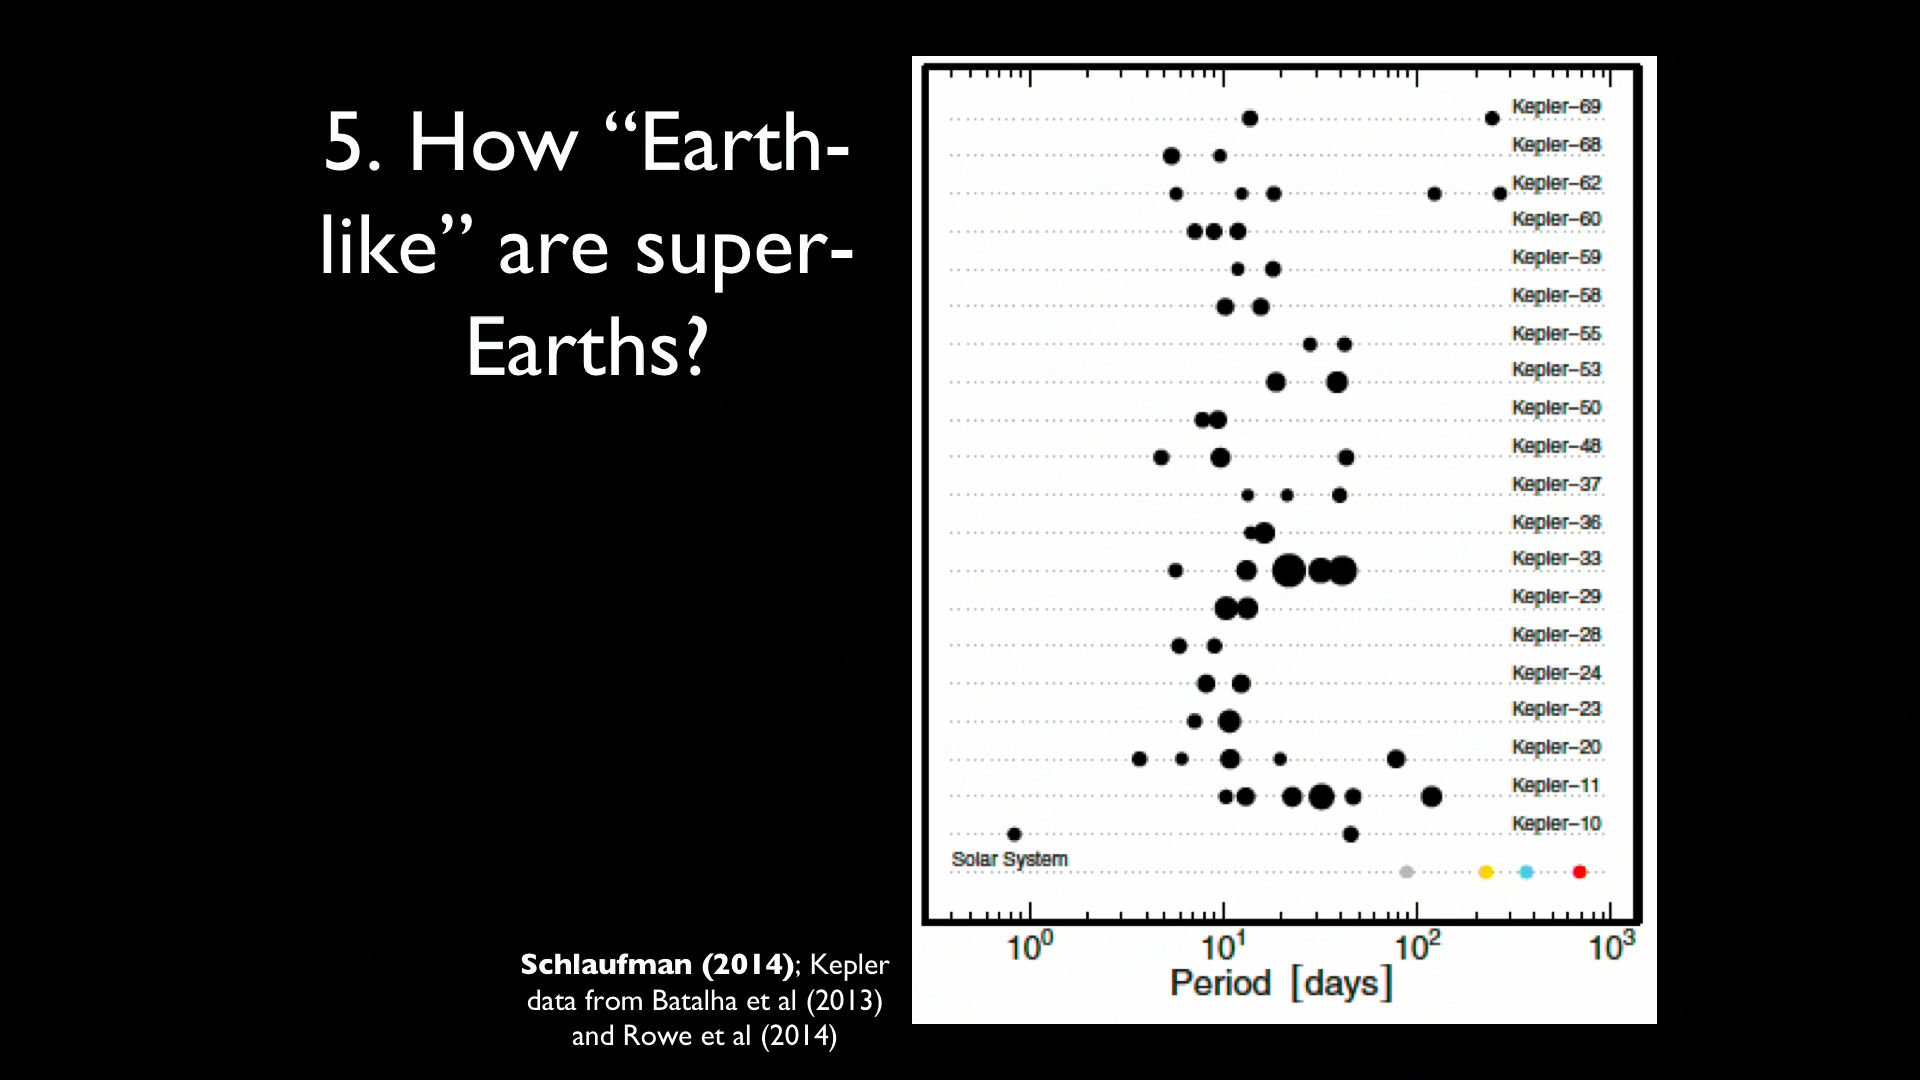 5. How “Earth-
like” are super-
Earths?
Kepler−69
Kepler−68
Kepler−62
Kepler−60
Kepler−59
Kepler−58
Kepler−55
Kepler−53
Kepler−50
Kepler−48
Kepler−37
Kepler−36
Kepler−33
Kepler−29
Kepler−28
Kepler−24
Kepler−23
Kepler−20
Kepler−11
Kepler−10
Solar System
10⁰ 10¹ 10² 10³
Period [days]
Schlaufman (2014); Kepler
data from Batalha et al (2013)
and Rowe et al (2014)